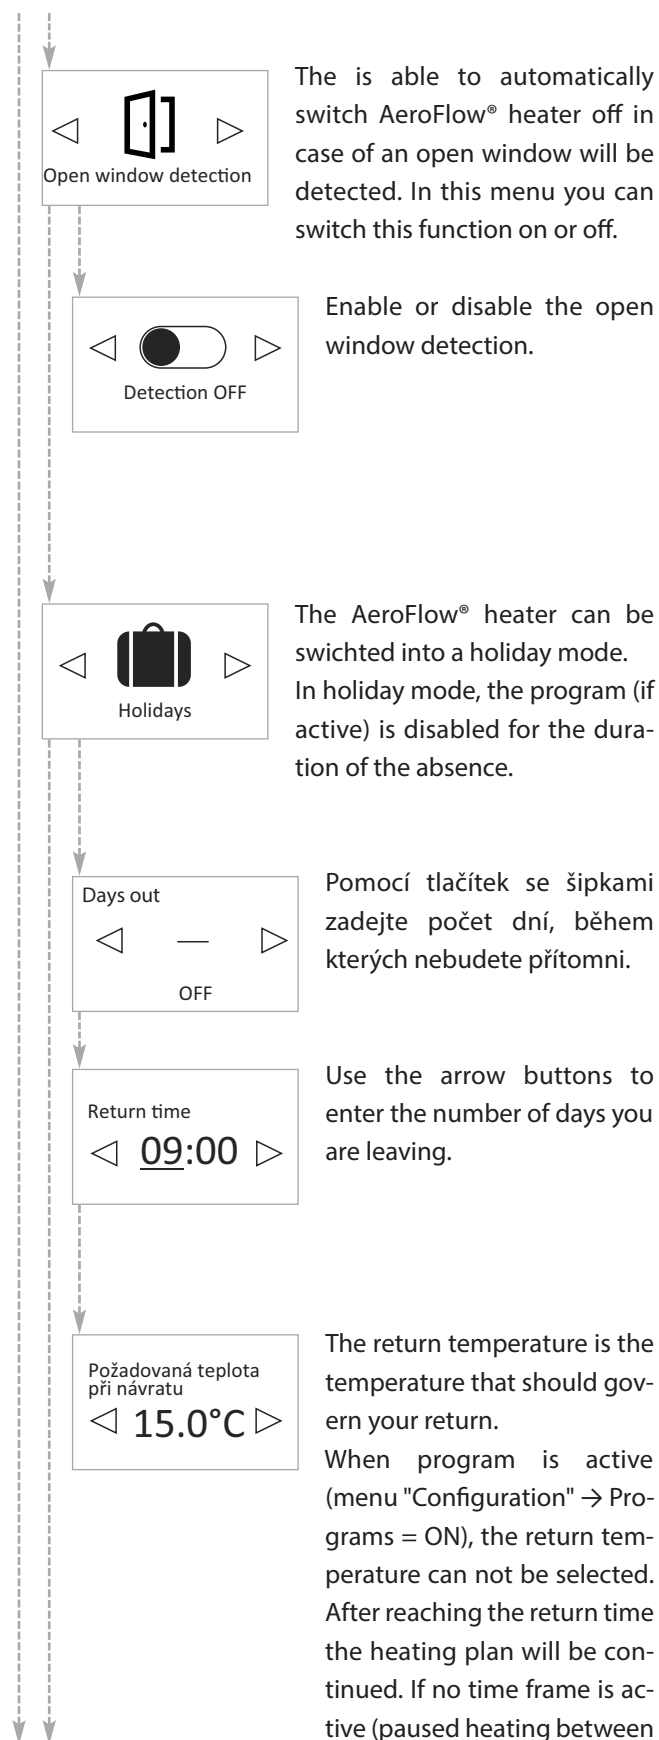 The is able to automatically
switch AeroFlow® heater off in
case of an open window will be
detected. In this menu you can
switch this function on or off.
Open window detection
Enable or disable the open
window detection.
Detection OFF
The AeroFlow® heater can be
swichted into a holiday mode.
In holiday mode, the program (if
active) is disabled for the dura-
tion of the absence.
Holidays
Days out
—
OFF
Pomocí tlačítek se šipkami
zadejte počet dní, během
kterých nebudete přítomni.
Return time
09:00
Use the arrow buttons to
enter the number of days you
are leaving.
Požadovaná teplota
při návratu
15.0°C
The return temperature is the
temperature that should gov-
ern your return.
When program is active
(menu "Configuration" → Pro-
grams = ON), the return tem-
perature can not be selected.
After reaching the return time
the heating plan will be con-
tinued. If no time frame is ac-
tive (paused heating between